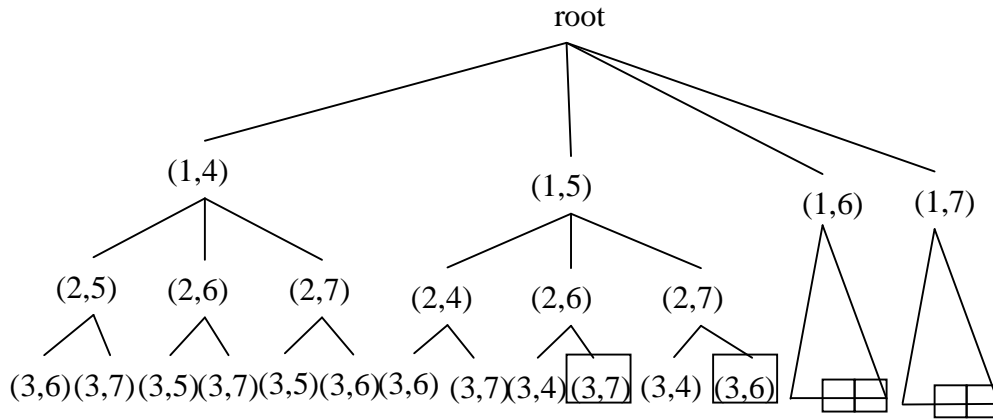 root
(1,4) (1,5) (1,6) (1,7)
(2,5) (2,6) (2,7) (2,4) (2,6) (2,7)
(3,6) (3,7) (3,5) (3,7) (3,5) (3,6) (3,6) (3,7) (3,4) (3,7) (3,4) (3,6)